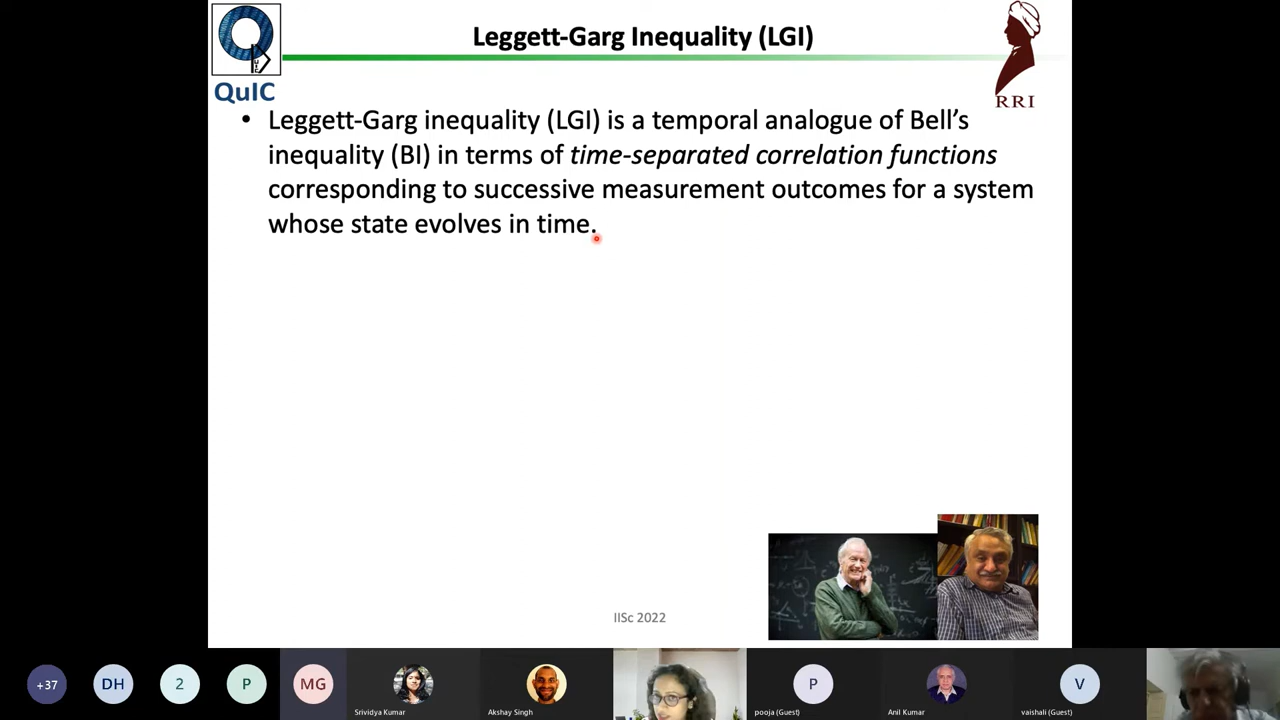 Leggett-Garg Inequality (LGI)
QuIC
RRI
• Leggett-Garg inequality (LGI) is a temporal analogue of Bell’s
inequality (BI) in terms of time-separated correlation functions
corresponding to successive measurement outcomes for a system
whose state evolves in time.
IISc 2022
+37
DH
2
P
MG
Srividya Kumar
Akshay Singh
P
pooja (Guest)
Anil Kumar
V
vaishali (Guest)